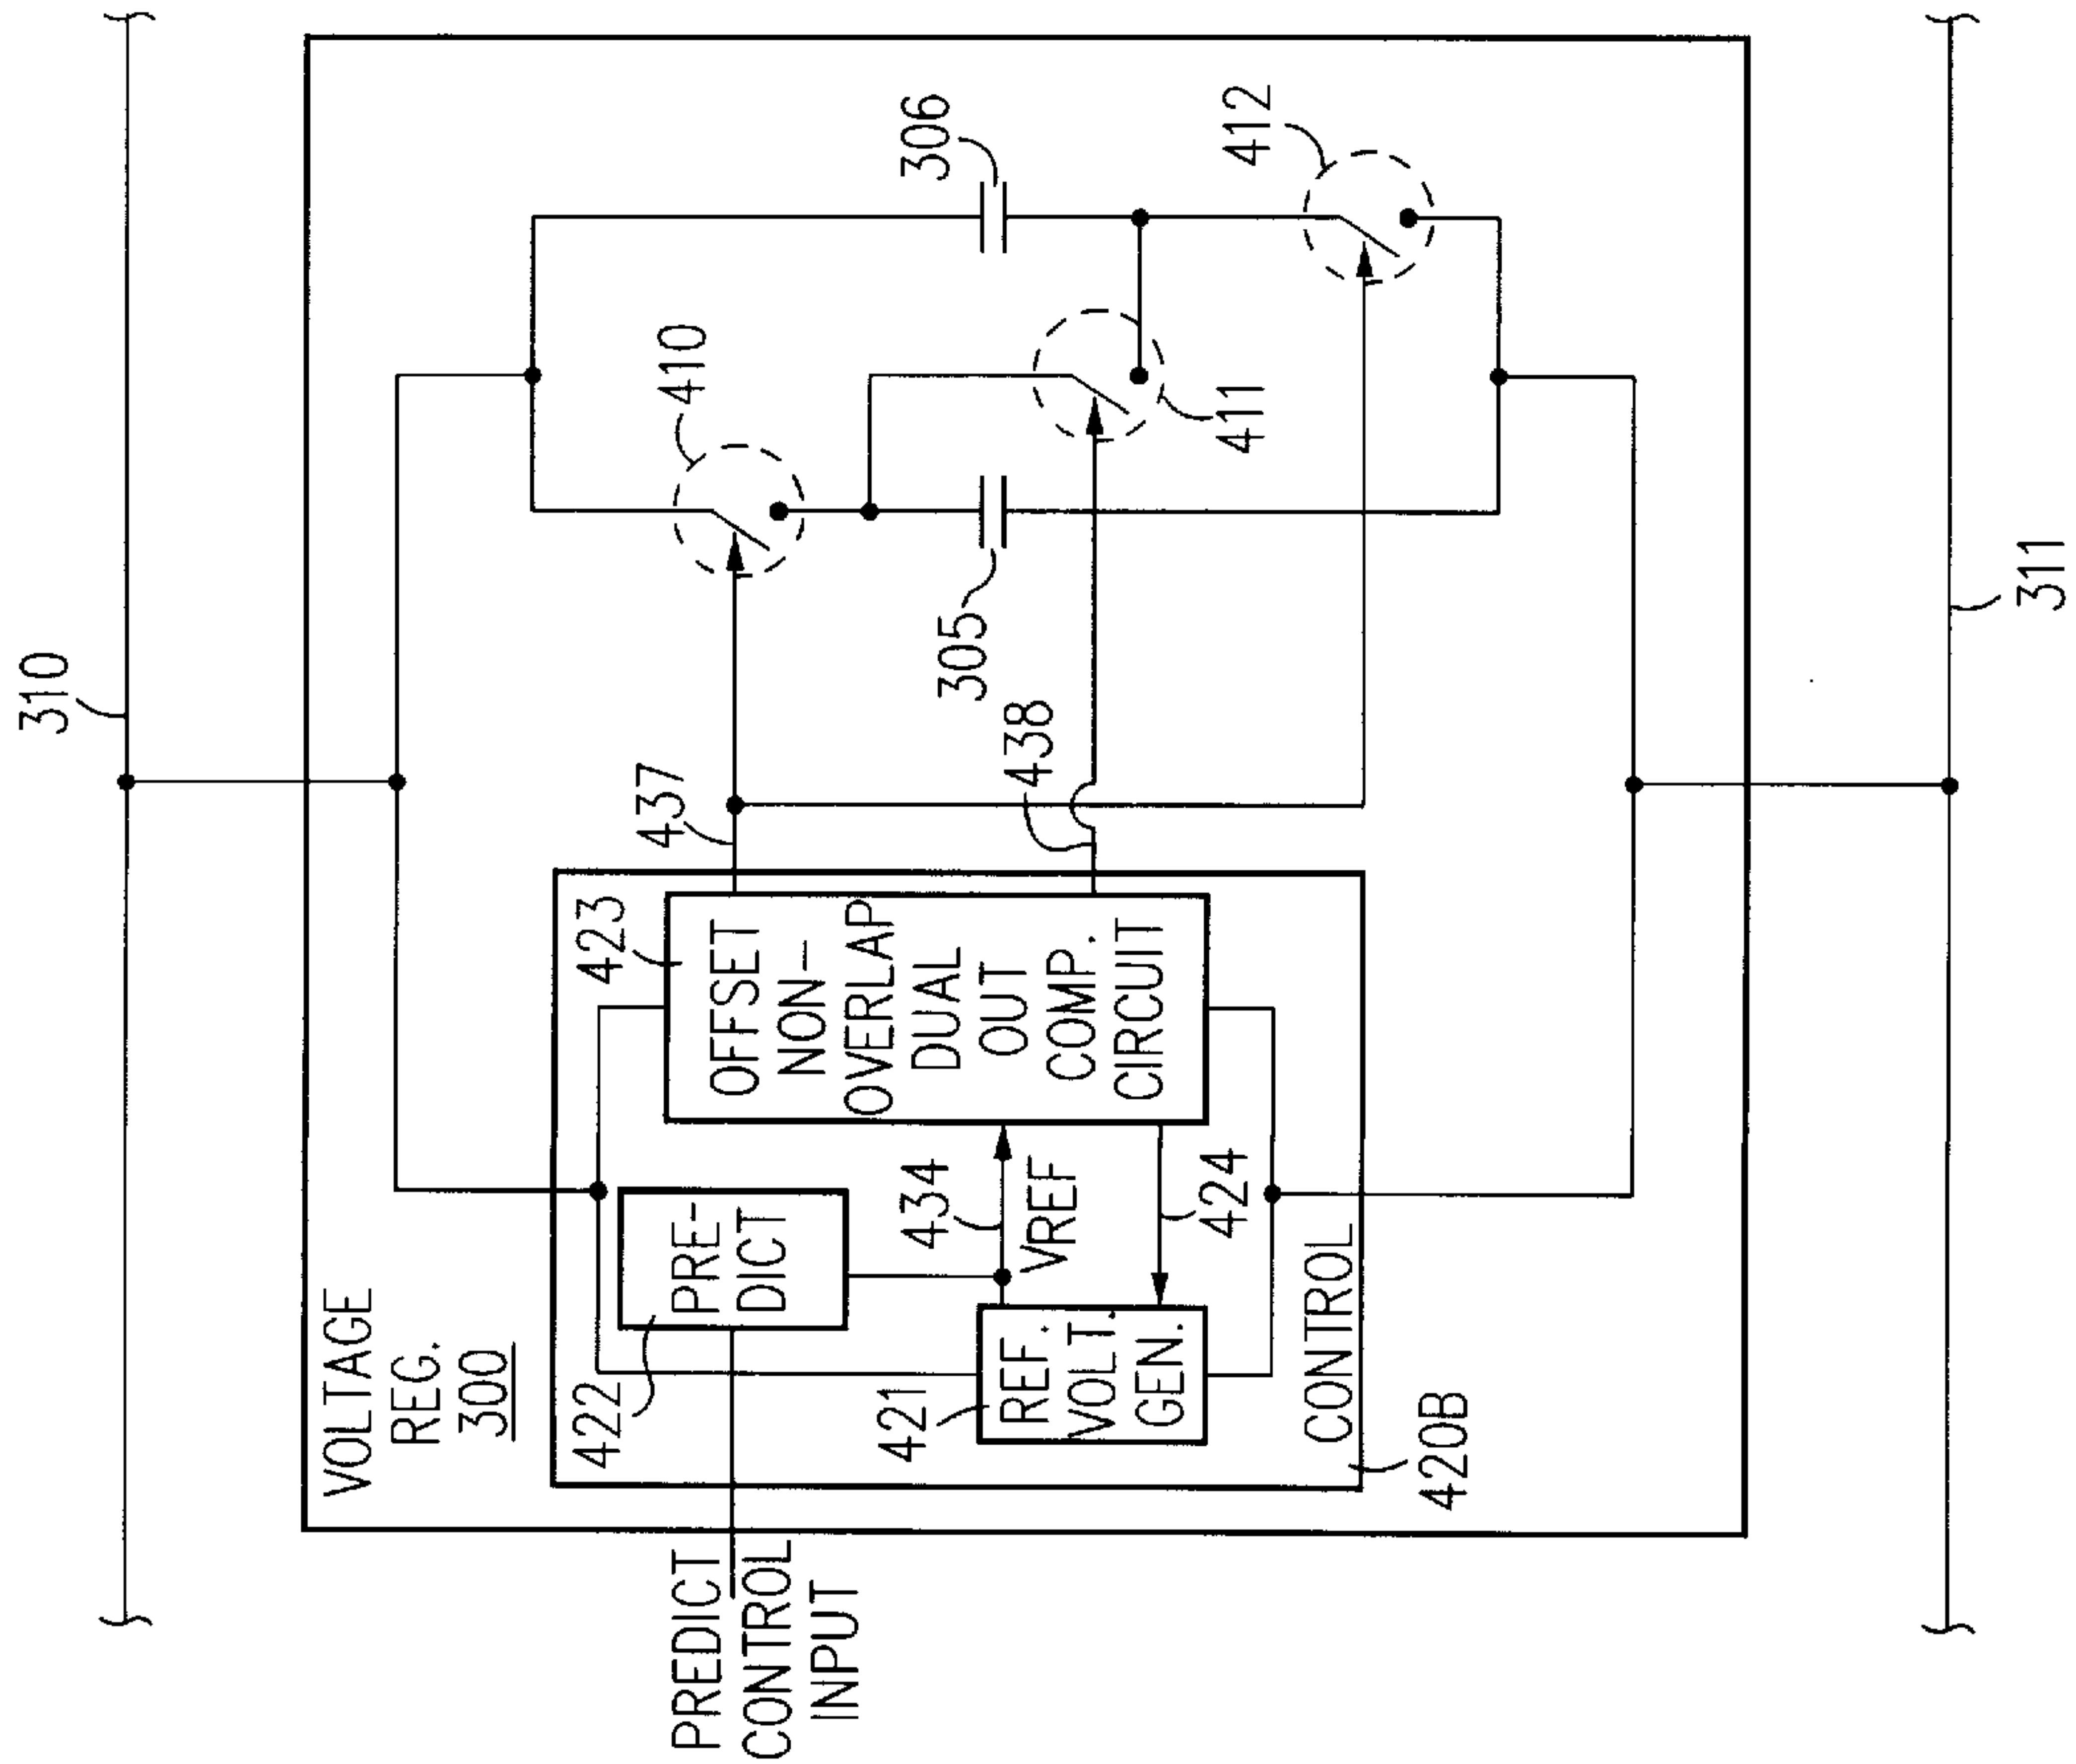 310
VOLTAGE
REG.
300
PREDICT
CONTROL
INPUT
422
PRE-
DICT
421
REF.
VOLT.
GEN.
434
VREF
424
423
OFFSET
NON-
OVERLAP
DUAL
OUT
COMP.
CIRCUIT
CONTROL
420B
437
438
410
305
306
411
412
311